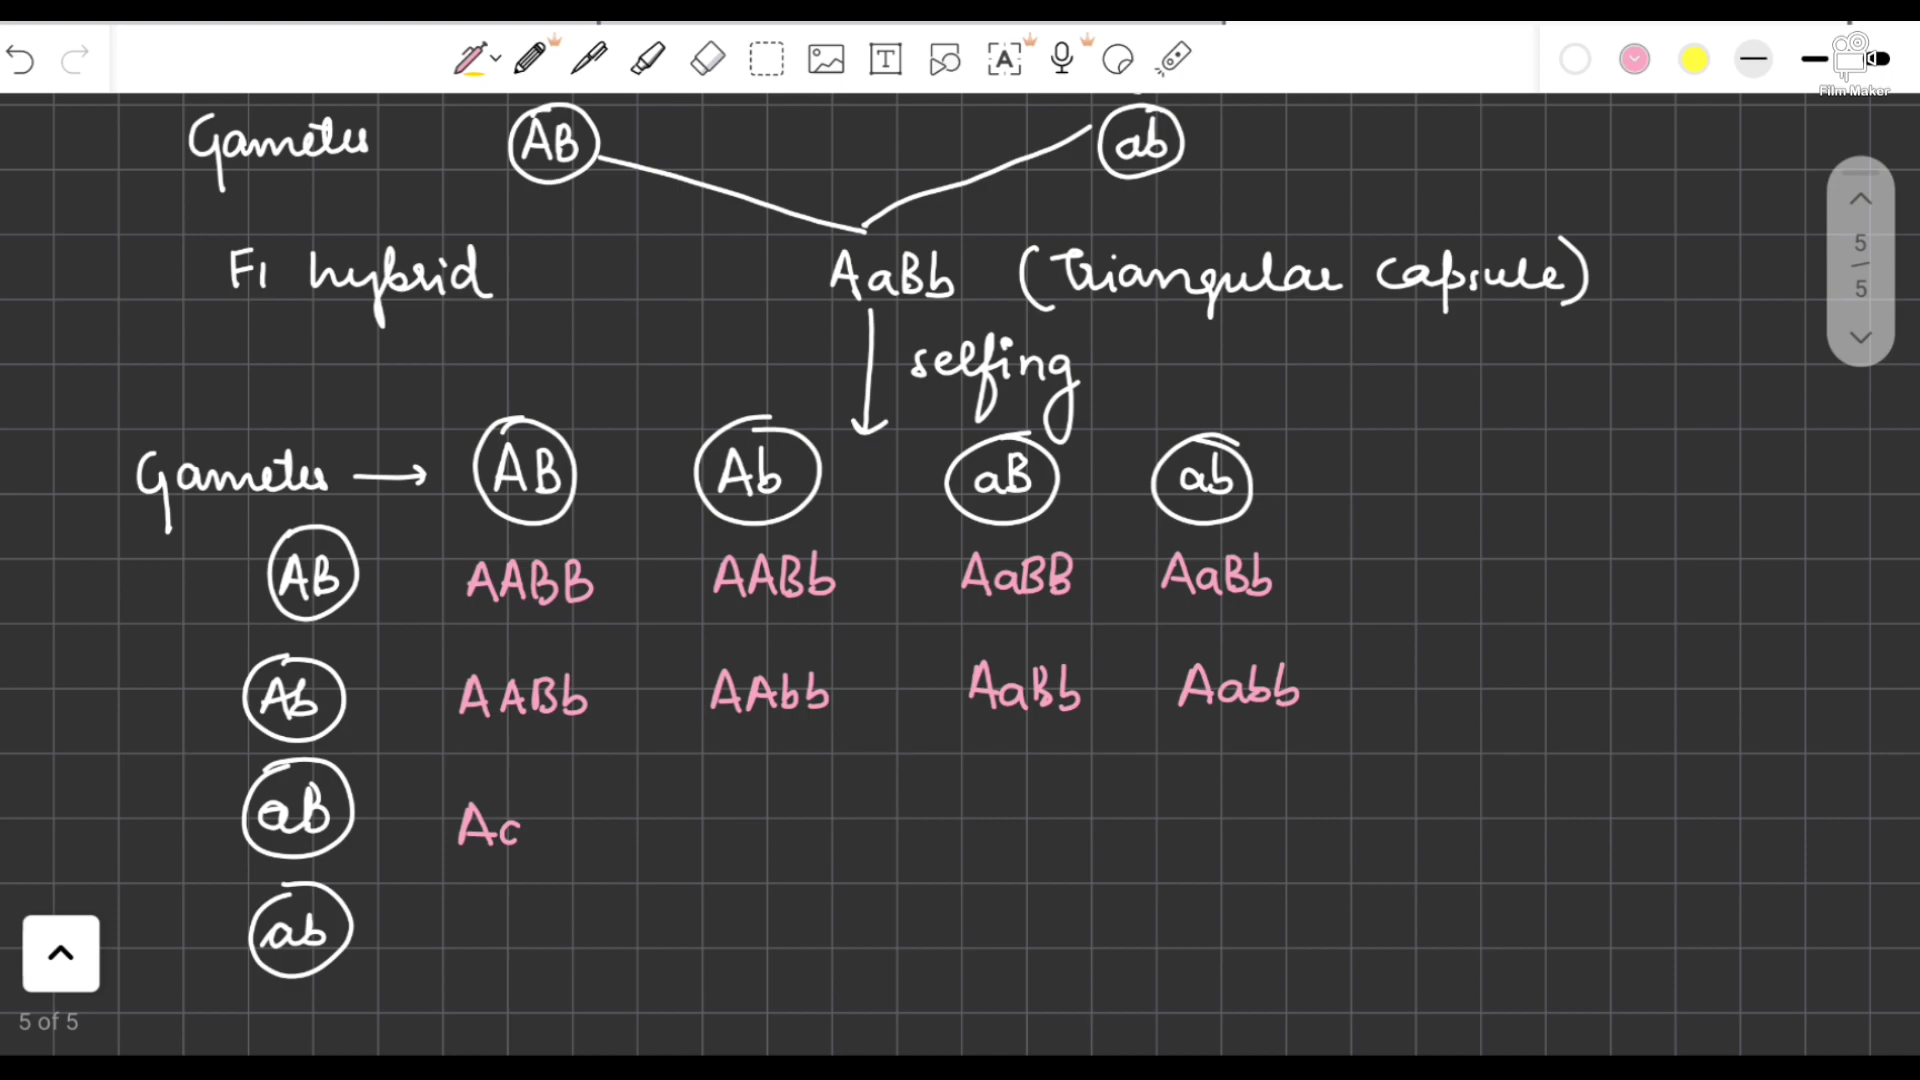 Film Maker
Gametes AB ab
F1 hybrid AaBb (Triangular capsule)
selfing
Gametes → AB Ab aB ab
AB AABB AABb AaBB AaBb
Ab AABb AAbb AaBb Aabb
aB Ac
ab
5
5
5 of 5